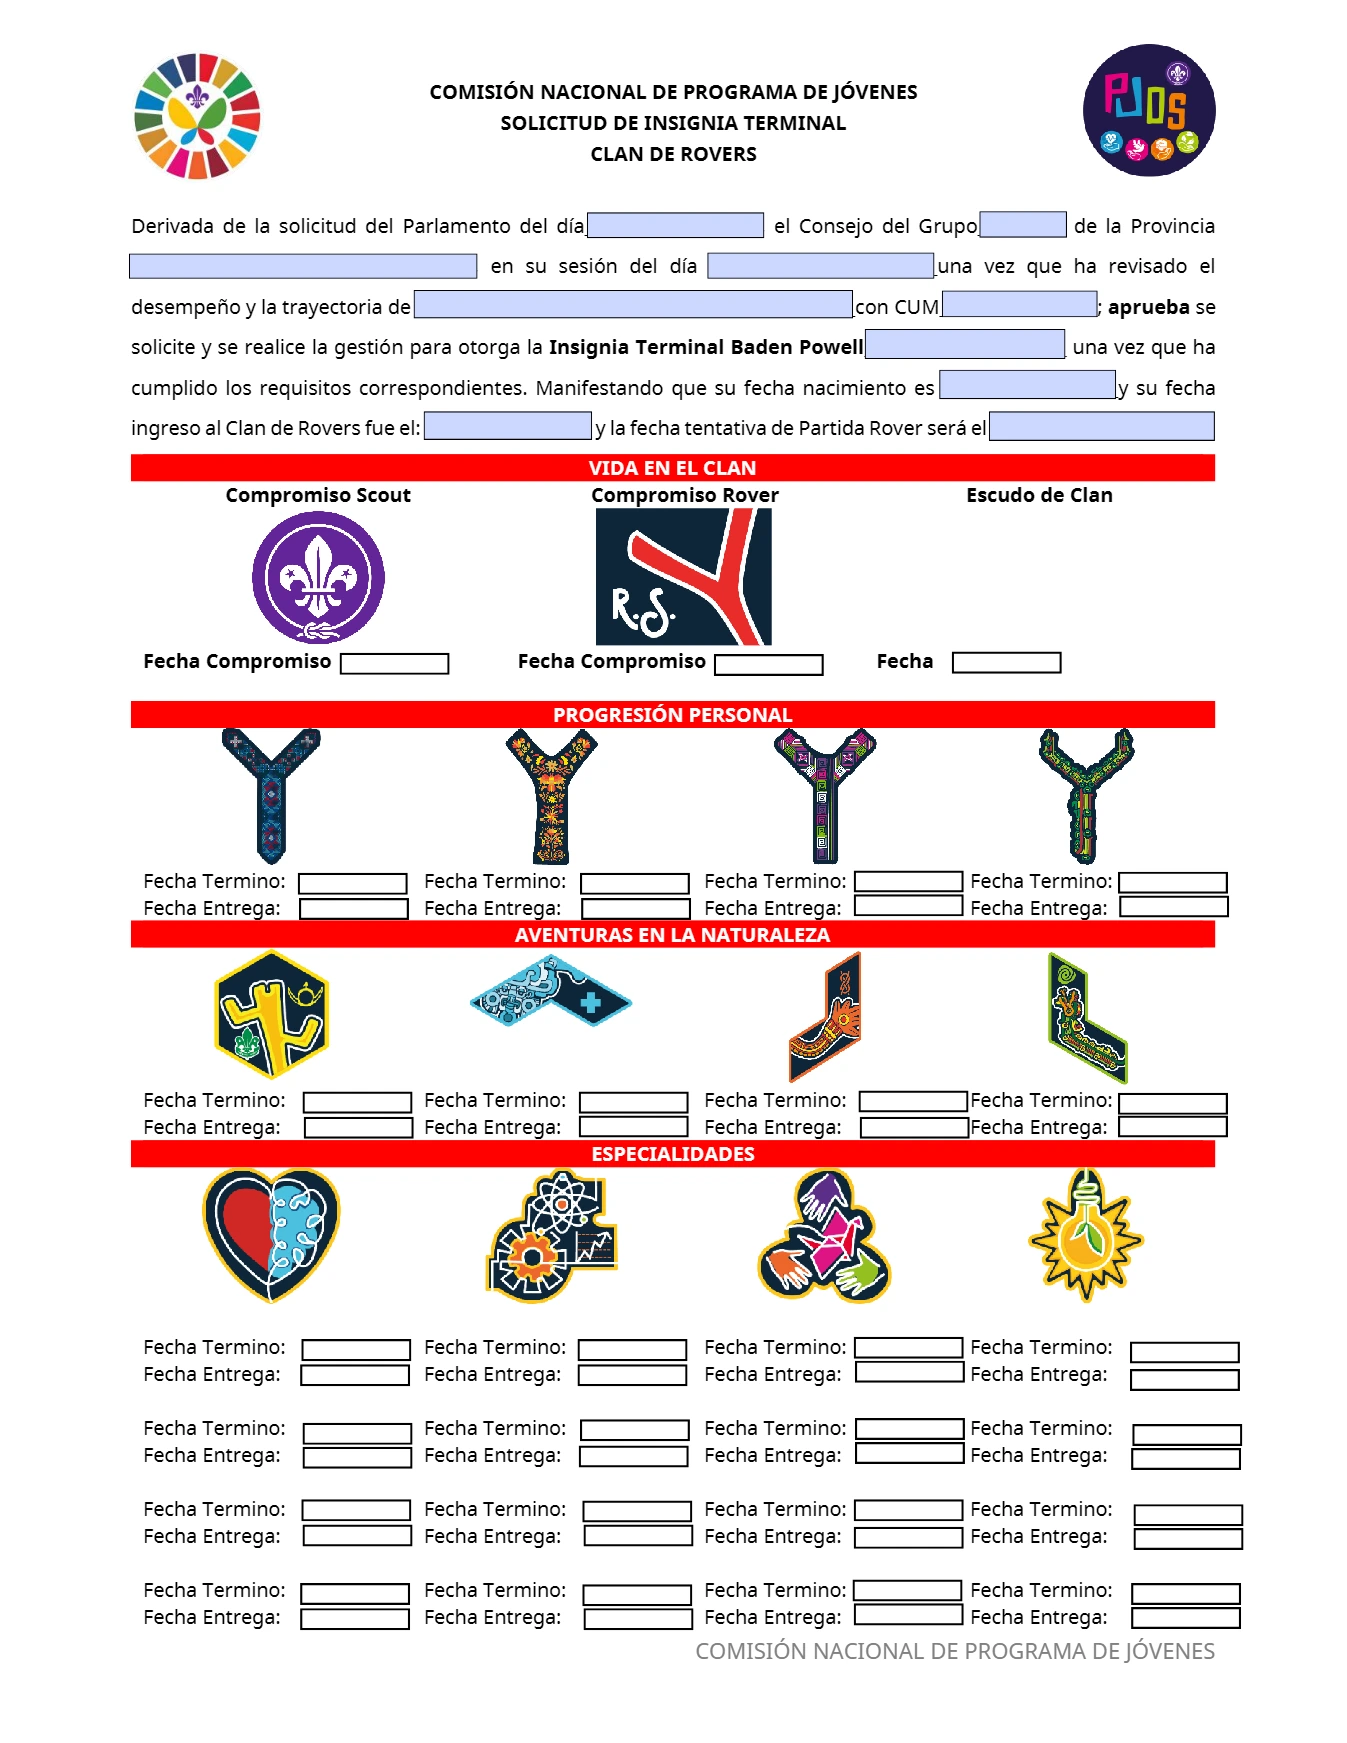 COMISIÓN NACIONAL DE PROGRAMA DE JÓVENES
SOLICITUD DE INSIGNIA TERMINAL
CLAN DE ROVERS
PJOS
Derivada de la solicitud del Parlamento del día el Consejo del Grupo de la Provincia
en su sesión del día una vez que ha revisado el
desempeño y la trayectoria de con CUM ; aprueba se
solicite y se realice la gestión para otorga la Insignia Terminal Baden Powell una vez que ha
cumplido los requisitos correspondientes. Manifestando que su fecha nacimiento es y su fecha
ingreso al Clan de Rovers fue el: y la fecha tentativa de Partida Rover será el
VIDA EN EL CLAN
Compromiso Scout Compromiso Rover Escudo de Clan
R.S.
Fecha Compromiso Fecha Compromiso Fecha
PROGRESIÓN PERSONAL
Fecha Termino: Fecha Termino: Fecha Termino: Fecha Termino:
Fecha Entrega: Fecha Entrega: Fecha Entrega: Fecha Entrega:
AVENTURAS EN LA NATURALEZA
Fecha Termino: Fecha Termino: Fecha Termino: Fecha Termino:
Fecha Entrega: Fecha Entrega: Fecha Entrega: Fecha Entrega:
ESPECIALIDADES
Fecha Termino: Fecha Termino: Fecha Termino: Fecha Termino:
Fecha Entrega: Fecha Entrega: Fecha Entrega: Fecha Entrega:
Fecha Termino: Fecha Termino: Fecha Termino: Fecha Termino:
Fecha Entrega: Fecha Entrega: Fecha Entrega: Fecha Entrega:
Fecha Termino: Fecha Termino: Fecha Termino: Fecha Termino:
Fecha Entrega: Fecha Entrega: Fecha Entrega: Fecha Entrega:
Fecha Termino: Fecha Termino: Fecha Termino: Fecha Termino:
Fecha Entrega: Fecha Entrega: Fecha Entrega: Fecha Entrega:
COMISIÓN NACIONAL DE PROGRAMA DE JÓVENES